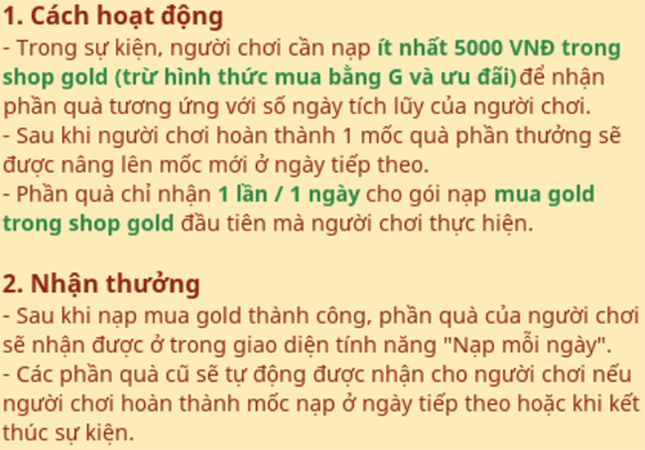 1. Cách hoạt động
- Trong sự kiện, người chơi cần nạp ít nhất 5000 VNĐ trong
shop gold (trừ hình thức mua bằng G và ưu đãi) để nhận
phần quà tương ứng với số ngày tích lũy của người chơi.
- Sau khi người chơi hoàn thành 1 mốc quà phần thưởng sẽ
được nâng lên mốc mới ở ngày tiếp theo.
- Phần quà chỉ nhận 1 lần / 1 ngày cho gói nạp mua gold
trong shop gold đầu tiên mà người chơi thực hiện.
2. Nhận thưởng
- Sau khi nạp mua gold thành công, phần quà của người chơi
sẽ nhận được ở trong giao diện tính năng "Nạp mỗi ngày".
- Các phần quà cũ sẽ tự động được nhận cho người chơi nếu
người chơi hoàn thành mốc nạp ở ngày tiếp theo hoặc khi kết
thúc sự kiện.